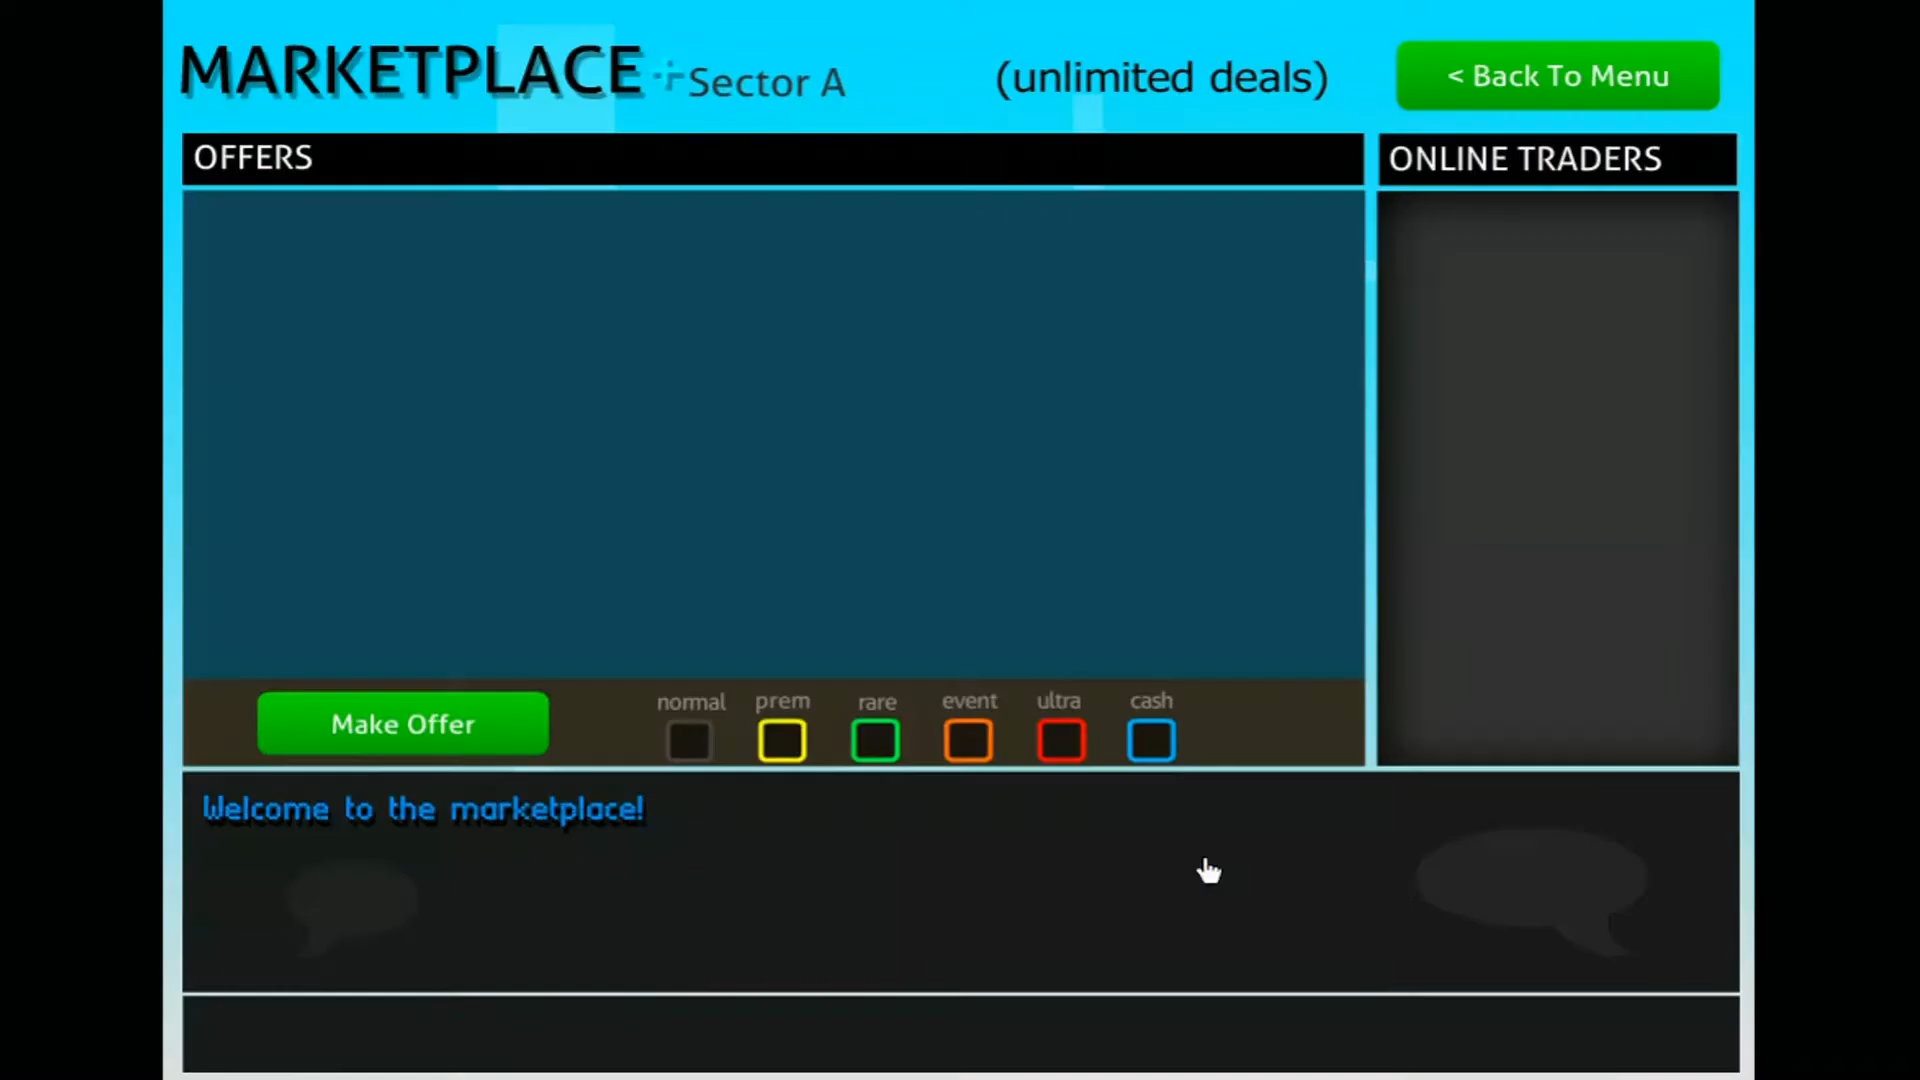 MARKETPLACE Sector A (unlimited deals) < Back To Menu
OFFERS
ONLINE TRADERS
Make Offer
normal prem rare event ultra cash
Welcome to the marketplace!